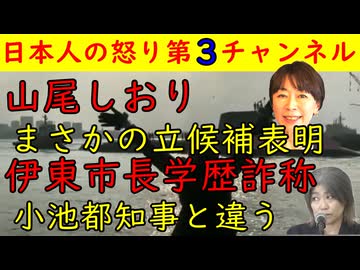 日本人の怒り第3チャンネル
山尾しおり
まさかの立候補表明
伊東市長学歴詐称
小池都知事と違う